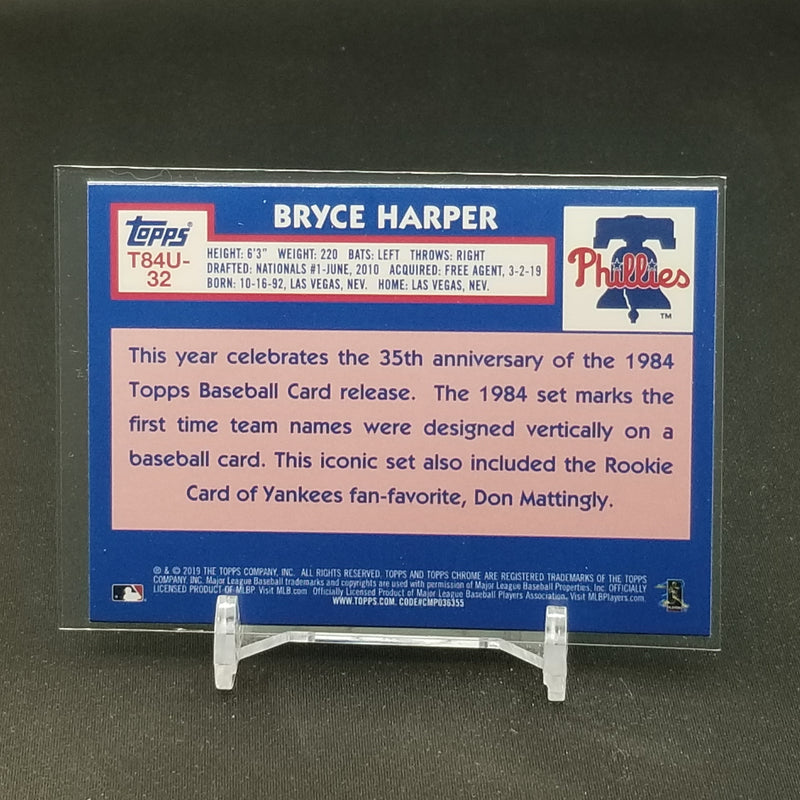 BRYCE HARPER
topps®
T84U-
32
HEIGHT: 6'3" WEIGHT: 220 BATS: LEFT THROWS: RIGHT
DRAFTED: NATIONALS #1-JUNE, 2010 ACQUIRED: FREE AGENT, 3-2-19
BORN: 10-16-92, LAS VEGAS, NEV. HOME: LAS VEGAS, NEV.
Phillies
™
This year celebrates the 35th anniversary of the 1984
Topps Baseball Card release. The 1984 set marks the
first time team names were designed vertically on a
baseball card. This iconic set also included the Rookie
Card of Yankees fan-favorite, Don Mattingly.
® & © 2019 THE TOPPS COMPANY, INC. ALL RIGHTS RESERVED. TOPPS AND TOPPS CHROME ARE REGISTERED TRADEMARKS OF THE TOPPS
COMPANY, INC. Major League Baseball trademarks and copyrights are used with permission of Major League Baseball Properties, Inc. OFFICIALLY
LICENSED PRODUCT OF MLBP. Visit MLB.com Officially Licensed Product of Major League Baseball Players Association. Visit MLBPlayers.com.
WWW.TOPPS.COM. CODE#CMP036355